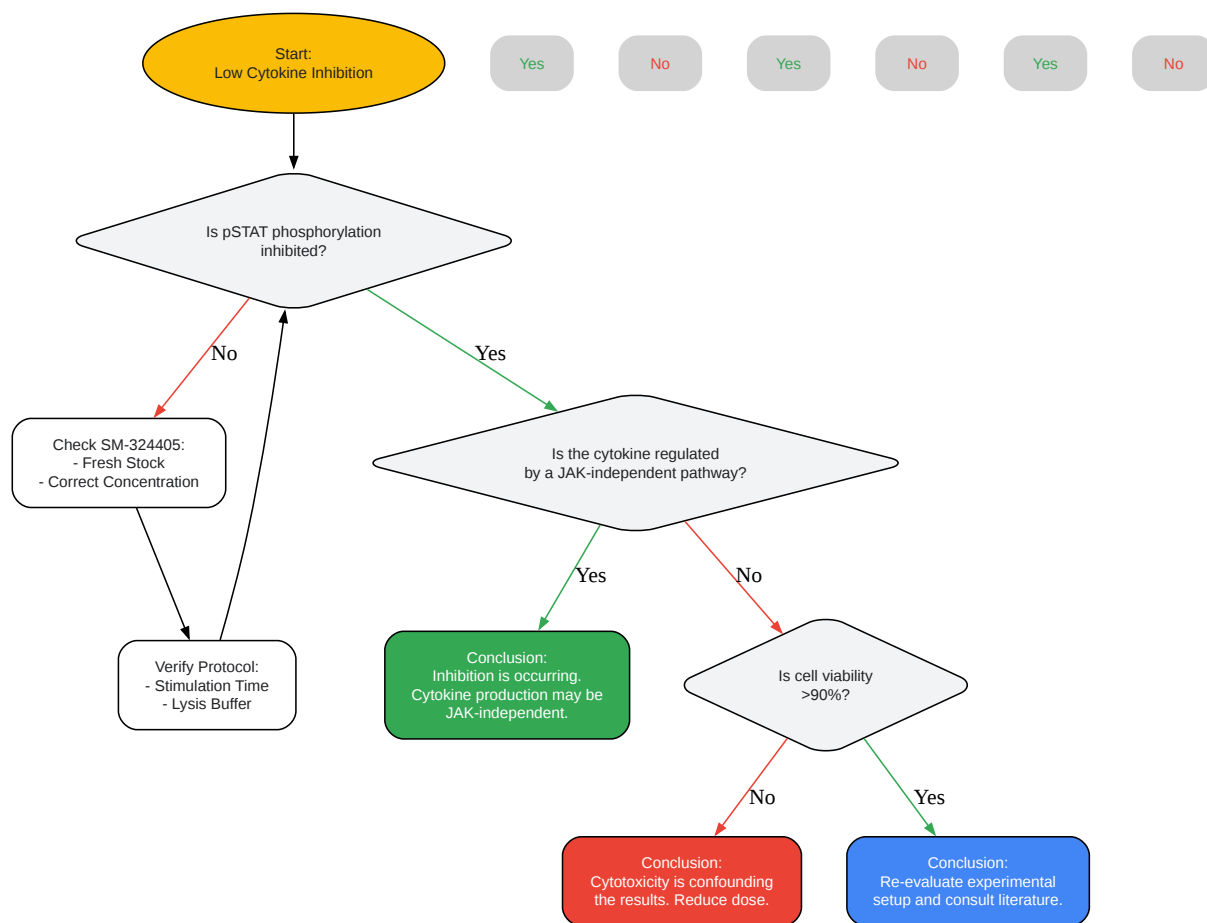 Start:
Low Cytokine Inhibition
Yes
No
Yes
No
Yes
No
Is pSTAT phosphorylation
inhibited?
No
Yes
Check SM-324405:
- Fresh Stock
- Correct Concentration
Is the cytokine regulated
by a JAK-independent pathway?
Yes
No
Verify Protocol:
- Stimulation Time
- Lysis Buffer
Conclusion:
Inhibition is occurring.
Cytokine production may be
JAK-independent.
Is cell viability
>90%?
No
Yes
Conclusion:
Cytotoxicity is confounding
the results. Reduce dose.
Conclusion:
Re-evaluate experimental
setup and consult literature.